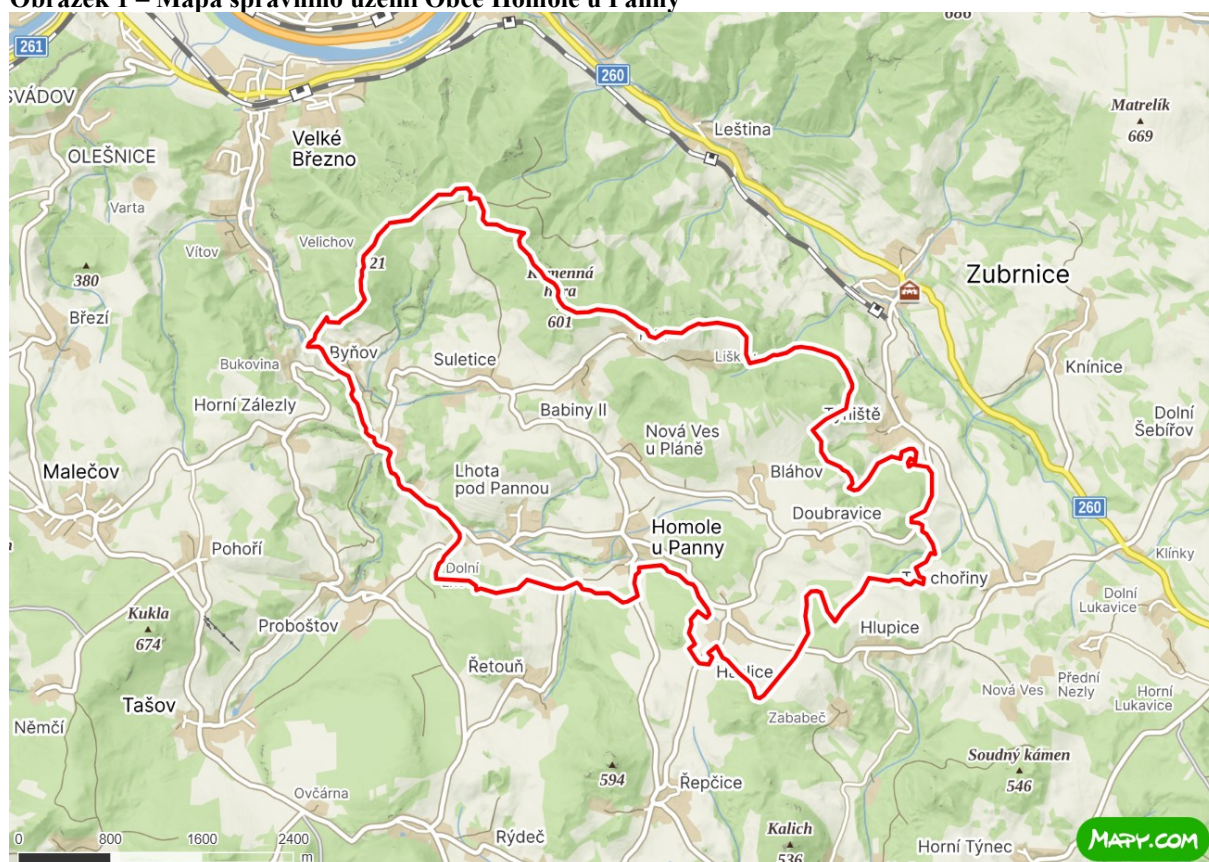 Obrázek 1 – Mapa správního území Obce Homole u Panny
686
261
260
SVÁDOV
Matrelík
669
Leština
Velké
Březno
OLEŠNICE
Varta
Velichov
Vítov
21
Zubrnice
380
Březí
601
Byňov
Suletice
Bukovina
Knínice
Horní Zálezly
Babiny II
Týniště
Dolní
Šebířov
Nová Ves
u Pláně
Malečov
Lhota
pod Pannou
Bláhov
Doubravice
260
Homole
u Panny
Pohoří
Klínky
Dolní
Kukla
674
Proboštov
Dolní
Lukavice
Hlupice
Řetouň
Haslice
Přední
Nezly
Nová Ves
Horní
Lukavice
Tašov
Němčí
Zababeč
Soudný kámen
546
594
Řepčice
Ovčárna
Rýdeč
Kalich
536
Horní Týnec
0 800 1600 2400
m
MAPY.COM